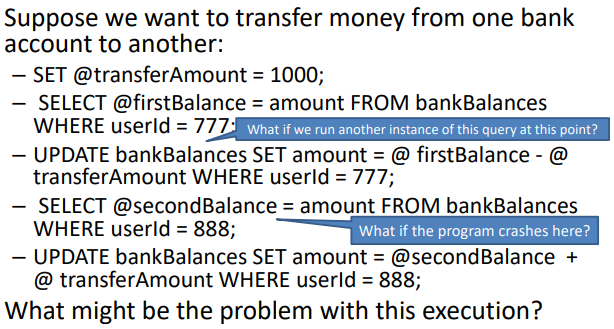 Suppose we want to transfer money from one bank
account to another:
– SET @transferAmount = 1000;
– SELECT @firstBalance = amount FROM bankBalances
WHERE userId = 777;
What if we run another instance of this query at this point?
– UPDATE bankBalances SET amount = @ firstBalance - @
transferAmount WHERE userId = 777;
– SELECT @secondBalance = amount FROM bankBalances
WHERE userId = 888;
What if the program crashes here?
– UPDATE bankBalances SET amount = @secondBalance +
@ transferAmount WHERE userId = 888;
What might be the problem with this execution?